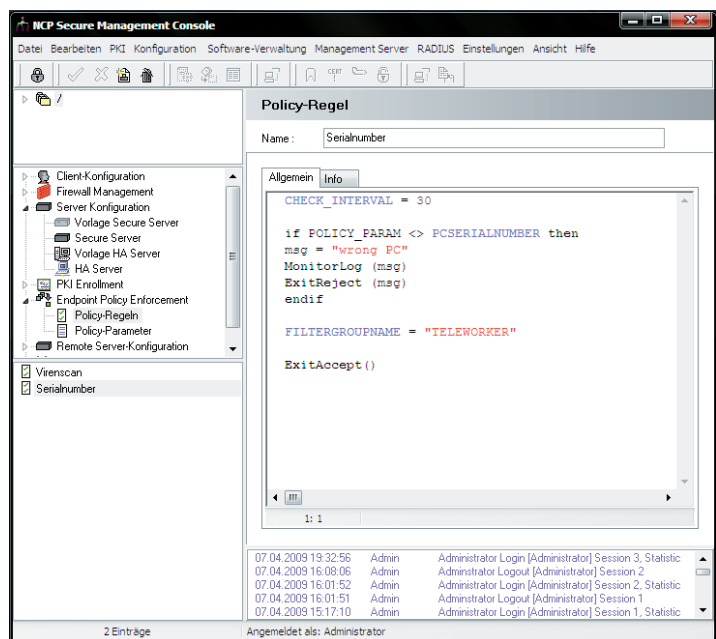 NCP Secure Management Console
Datei Bearbeiten PKI Konfiguration Software-Verwaltung Management Server RADIUS Einstellungen Ansicht Hilfe
CERT
/
Client-Konfiguration
Firewall Management
Server Konfiguration
Vorlage Secure Server
Secure Server
Vorlage HA Server
HA Server
PKI Enrollment
Endpoint Policy Enforcement
Policy-Regeln
Policy-Parameter
Remote Server-Konfiguration
Virenscan
Serialnumber
Policy-Regel
Name : Serialnumber
Allgemein Info
CHECK_INTERVAL = 30
if POLICY_PARAM <> PCSERIALNUMBER then
msg = "wrong PC"
MonitorLog (msg)
ExitReject (msg)
endif
FILTERGROUPNAME = "TELEWORKER"
ExitAccept()
1: 1
07.04.2009 19:32:56 Admin Administrator Login [Administrator] Session 3, Statistic
07.04.2009 16:08:06 Admin Adminstrator Logout [Administrator] Session 2
07.04.2009 16:01:52 Admin Administrator Login [Administrator] Session 2, Statistic
07.04.2009 16:01:51 Admin Adminstrator Logout [Administrator] Session 1
07.04.2009 15:17:10 Admin Administrator Login [Administrator] Session 1, Statistic
2 Einträge Angemeldet als: Administrator